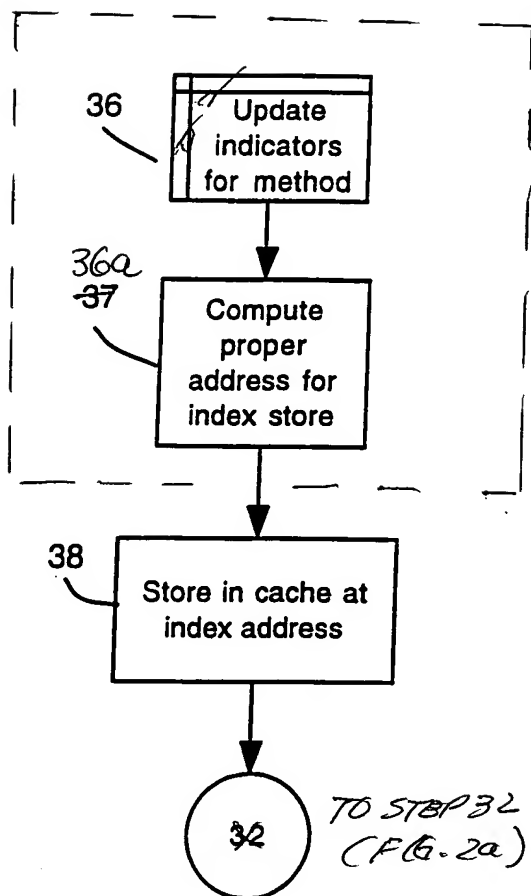 36
Update
indicators
for method
36a
37
Compute
proper
address for
index store
38
Store in cache at
index address
32
TO STEP 32
(FIG. 2a)